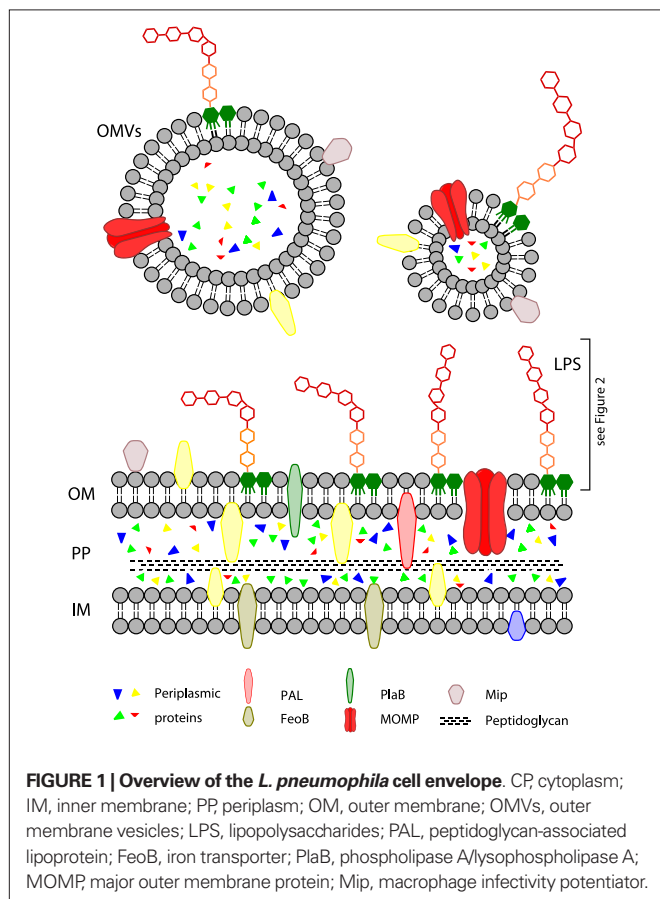 OMVs
LPS
see Figure 2
OM
PP
IM
Periplasmic
proteins
PAL
FeoB
PlaB
MOMP
Mip
Peptidoglycan
FIGURE 1 | Overview of the L. pneumophila cell envelope. CP, cytoplasm;
IM, inner membrane; PP, periplasm; OM, outer membrane; OMVs, outer
membrane vesicles; LPS, lipopolysaccharides; PAL, peptidoglycan-associated
lipoprotein; FeoB, iron transporter; PlaB, phospholipase A/lysophospholipase A;
MOMP, major outer membrane protein; Mip, macrophage infectivity potentiator.